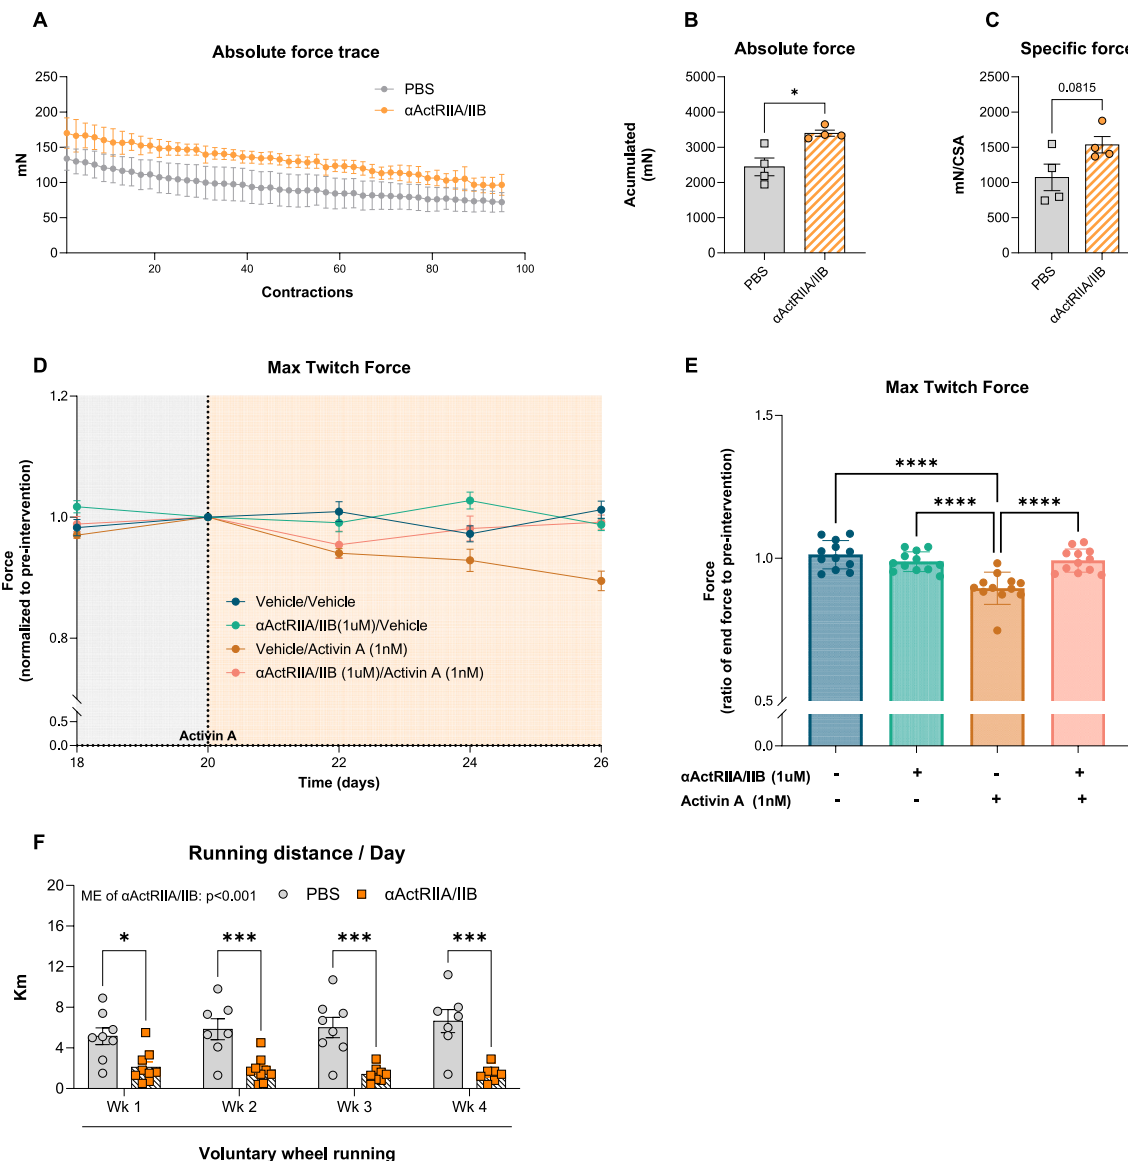 A
Absolute force trace
250
200
150
100
50
0
mN
PBS
αActRIIA/IIB
20
40
60
80
100
Contractions
B
Absolute force
5000
4000
3000
2000
1000
0
Acumulated
(mN)
*
PBS
αActRIIA/IIB
C
Specific force
2500
2000
1500
1000
500
0
mN/CSA
0.0815
PBS
αActRIIA/IIB
D
Max Twitch Force
1.2
1.0
0.8
0.5
0.0
Force
(normalized to pre-intervention)
Vehicle/Vehicle
αActRIIA/IIB(1uM)/Vehicle
Vehicle/Activin A (1nM)
αActRIIA/IIB (1uM)/Activin A (1nM)
Activin A
18
20
22
24
26
Time (days)
E
Max Twitch Force
1.5
1.0
0.5
0.0
Force
(ratio of end force to pre-intervention)
****
**** ****
αActRIIA/IIB (1uM) - + - +
Activin A (1nM) - - + +
F
Running distance / Day
20
16
12
8
4
0
Km
ME of αActRIIA/IIB: p<0.001 PBS αActRIIA/IIB
* *** *** ***
Wk 1 Wk 2 Wk 3 Wk 4
Voluntary wheel running